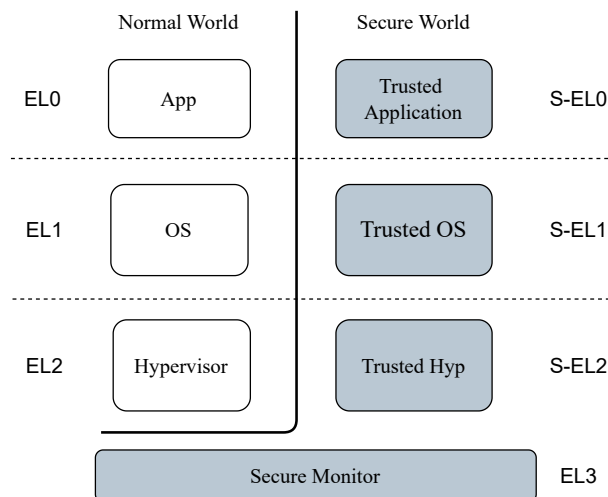 Normal World
Secure World
EL0
App
Trusted
Application
S-EL0
EL1
OS
Trusted OS
S-EL1
EL2
Hypervisor
Trusted Hyp
S-EL2
Secure Monitor
EL3